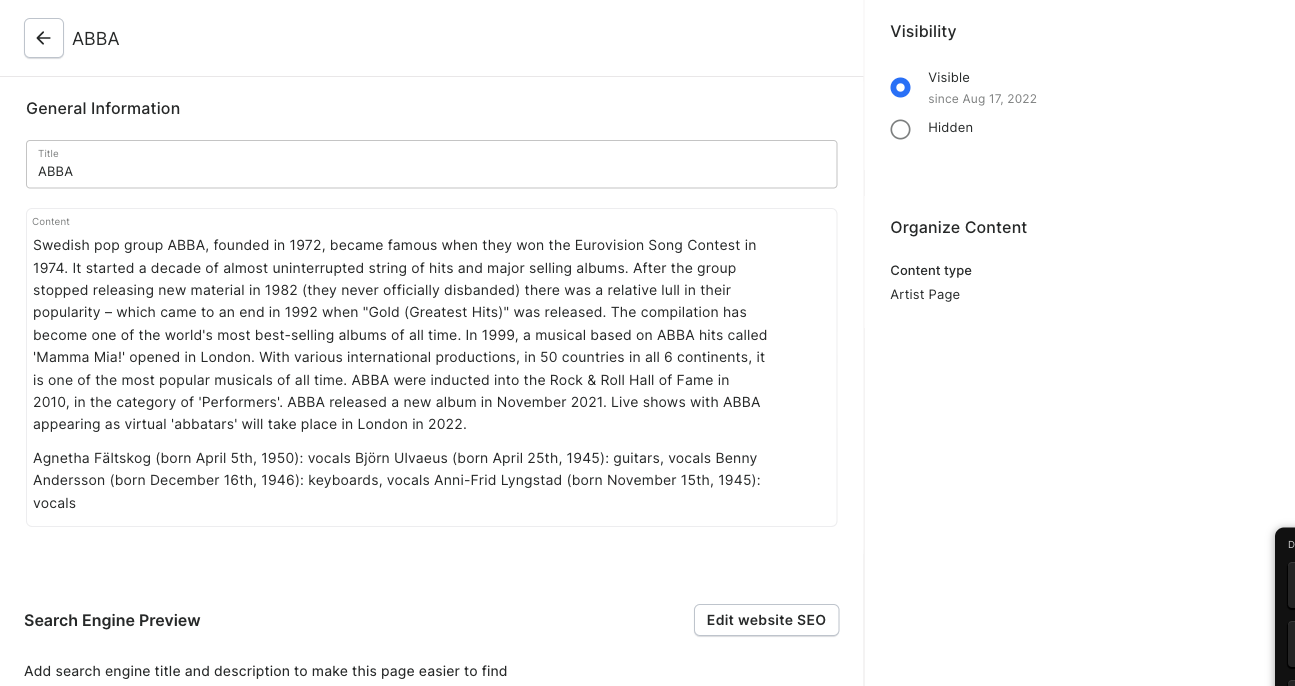 ABBA
General Information
Title
ABBA
Content
Swedish pop group ABBA, founded in 1972, became famous when they won the Eurovision Song Contest in
1974. It started a decade of almost uninterrupted string of hits and major selling albums. After the group
stopped releasing new material in 1982 (they never officially disbanded) there was a relative lull in their
popularity – which came to an end in 1992 when "Gold (Greatest Hits)" was released. The compilation has
become one of the world's most best-selling albums of all time. In 1999, a musical based on ABBA hits called
'Mamma Mia!' opened in London. With various international productions, in 50 countries in all 6 continents, it
is one of the most popular musicals of all time. ABBA were inducted into the Rock & Roll Hall of Fame in
2010, in the category of 'Performers'. ABBA released a new album in November 2021. Live shows with ABBA
appearing as virtual 'abbatars' will take place in London in 2022.
Agnetha Fältskog (born April 5th, 1950): vocals Björn Ulvaeus (born April 25th, 1945): guitars, vocals Benny
Andersson (born December 16th, 1946): keyboards, vocals Anni-Frid Lyngstad (born November 15th, 1945):
vocals
Search Engine Preview
Edit website SEO
Add search engine title and description to make this page easier to find
Visibility
Visible
since Aug 17, 2022
Hidden
Organize Content
Content type
Artist Page